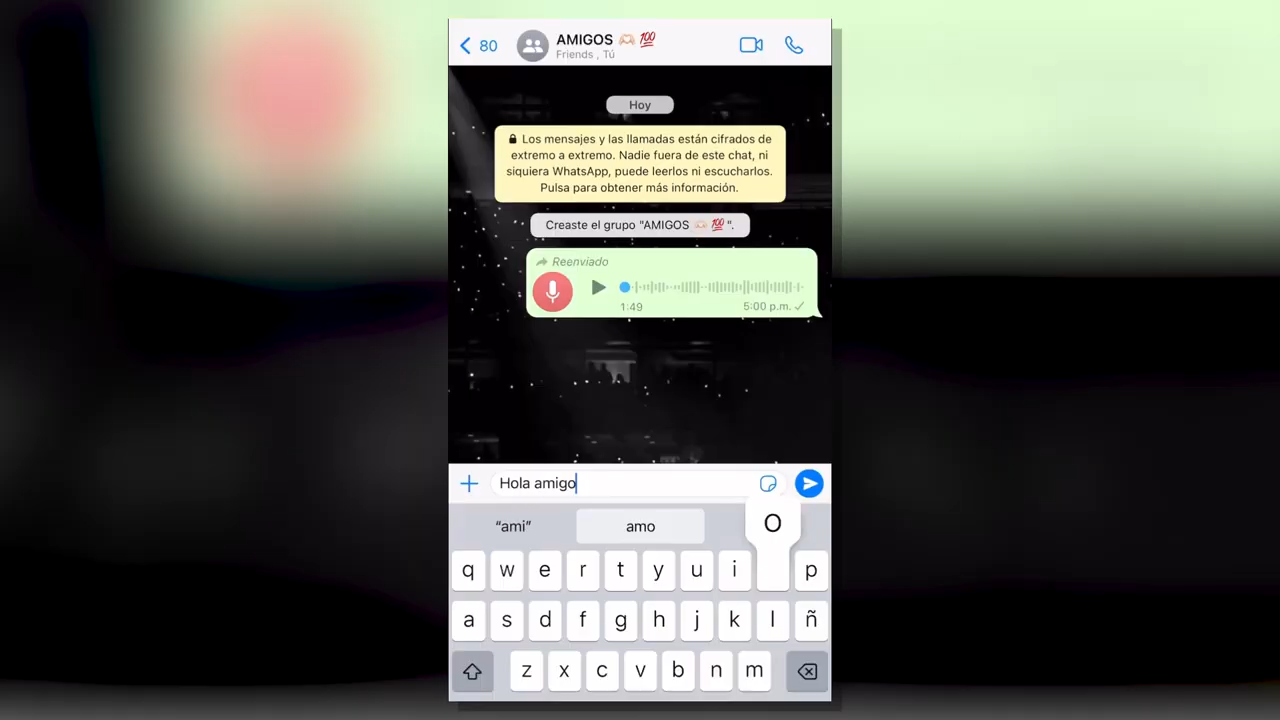 80
AMIGOS 🫶🏻 💯
Friends , Tú
Hoy
🔒 Los mensajes y las llamadas están cifrados de
extremo a extremo. Nadie fuera de este chat, ni
siquiera WhatsApp, puede leerlos ni escucharlos.
Pulsa para obtener más información.
Creaste el grupo "AMIGOS 🫶🏻 💯 ".
Reenviado
1:49 5:00 p.m.
Hola amigo
“ami” amo
O
q w e r t y u i p
a s d f g h j k l ñ
z x c v b n m